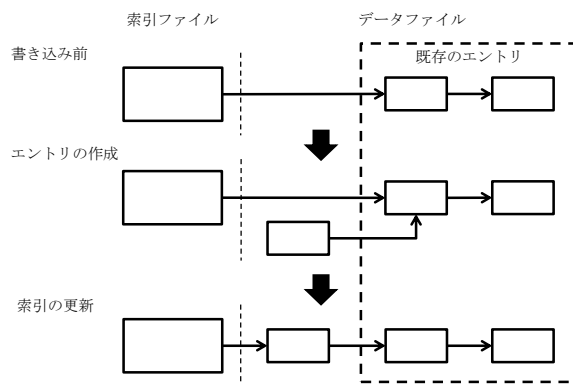 索引ファイル
データファイル
書き込み前
既存のエントリ
エントリの作成
索引の更新